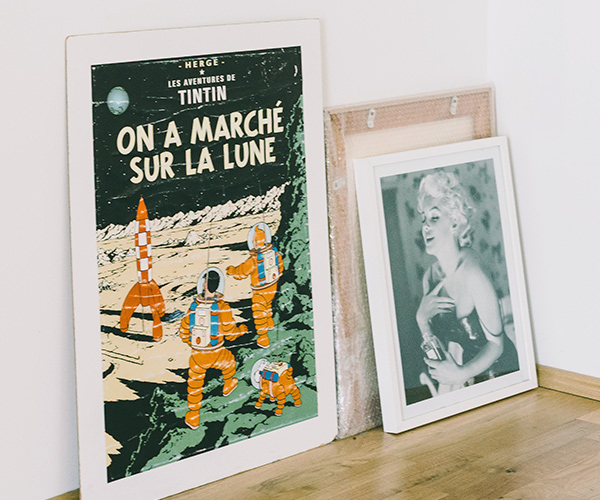 - HERGÉ -
LES AVENTURES DE
TINTIN
ON A MARCHÉ
SUR LA LUNE